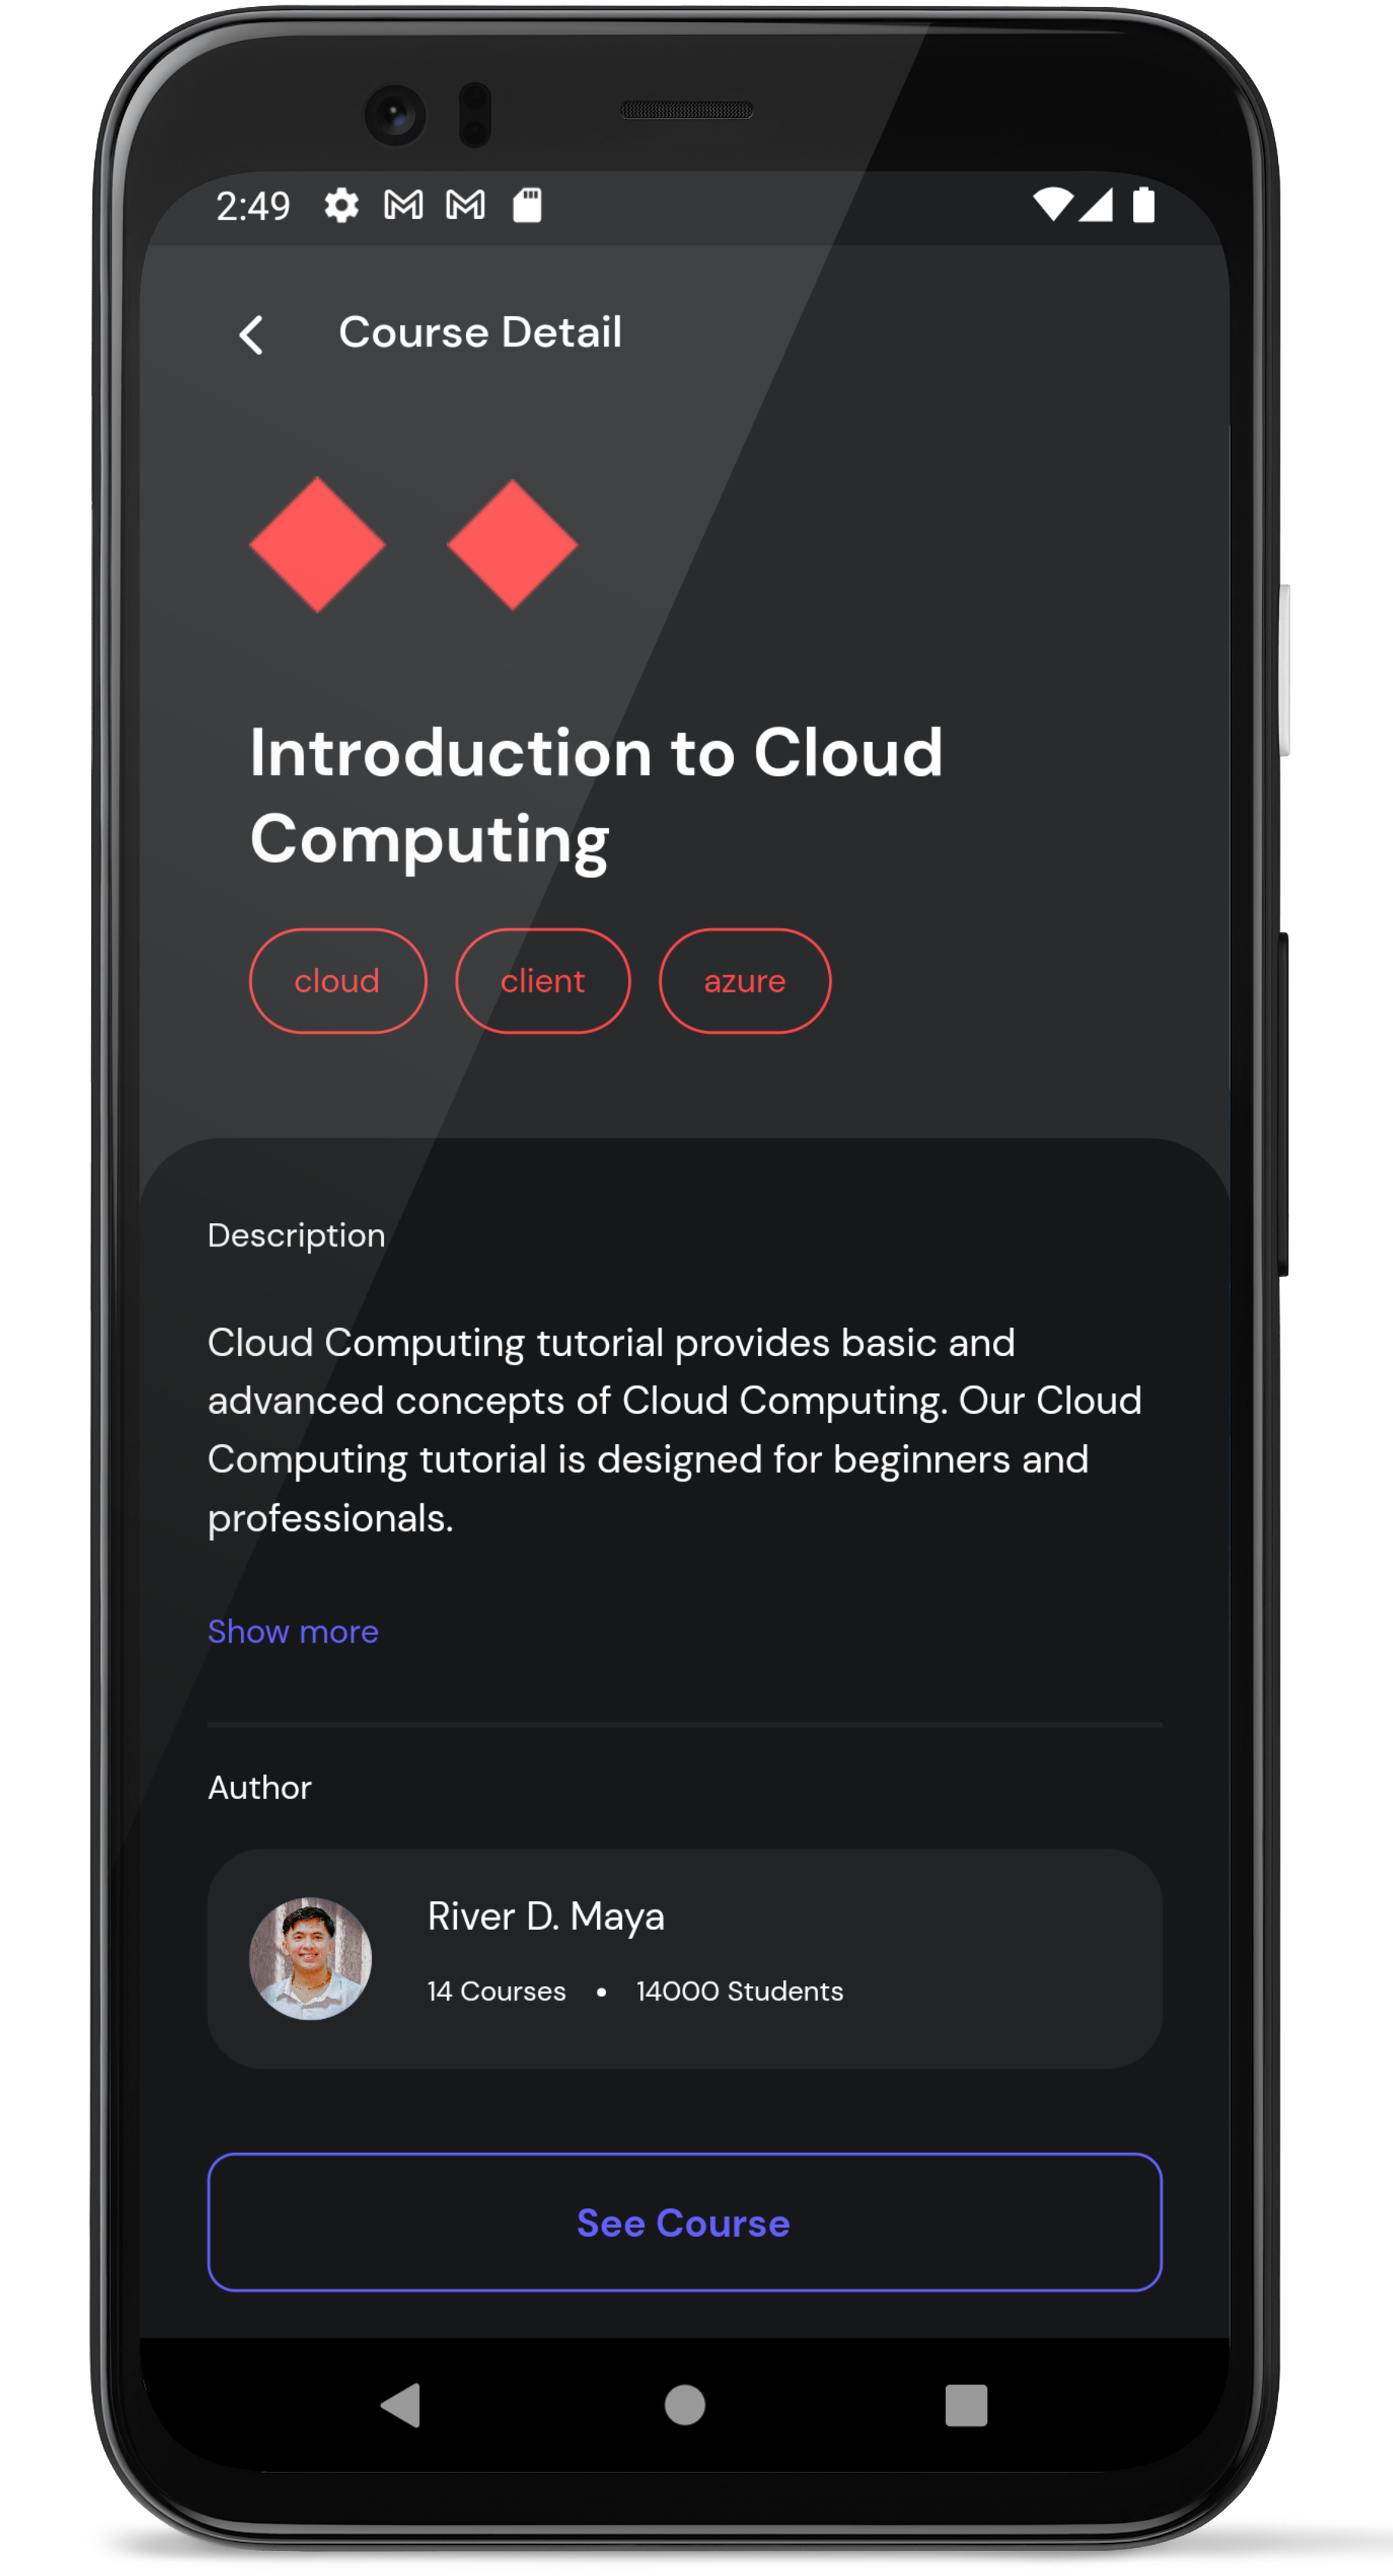 2:49
Course Detail
Introduction to Cloud
Computing
cloud client azure
Description
Cloud Computing tutorial provides basic and
advanced concepts of Cloud Computing. Our Cloud
Computing tutorial is designed for beginners and
professionals.
Show more
Author
River D. Maya
14 Courses • 14000 Students
See Course